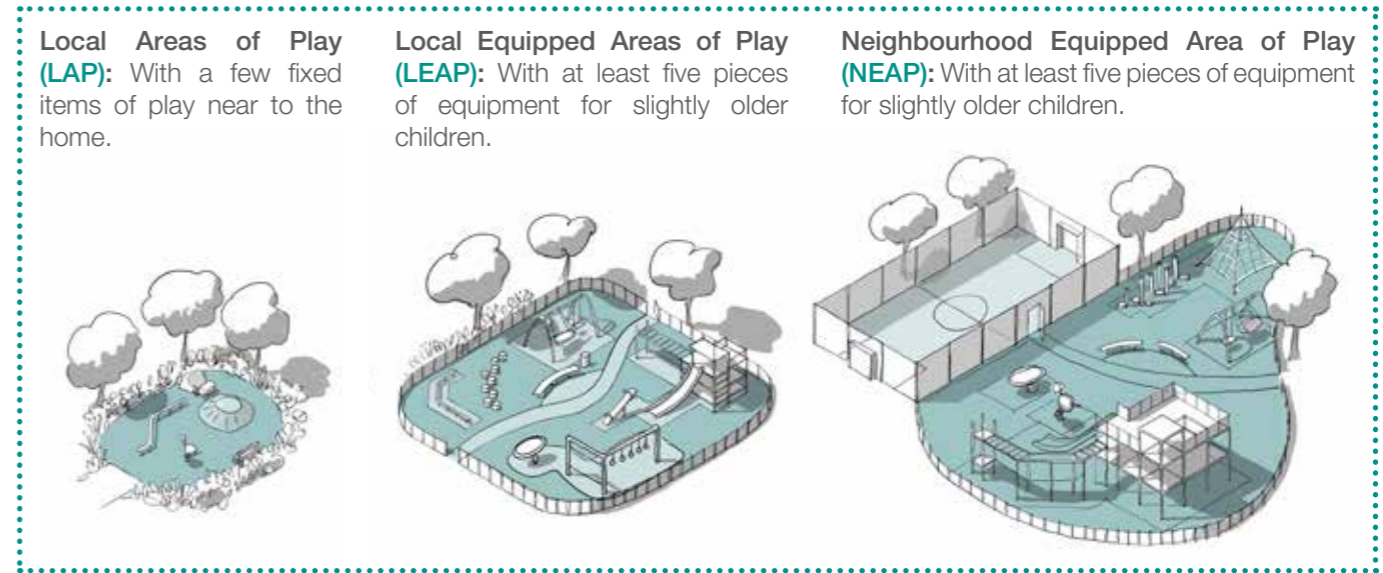 Local Areas of Play
(LAP): With a few fixed
items of play near to the
home.
Local Equipped Areas of Play
(LEAP): With at least five pieces
of equipment for slightly older
children.
Neighbourhood Equipped Area of Play
(NEAP): With at least five pieces of equipment
for slightly older children.